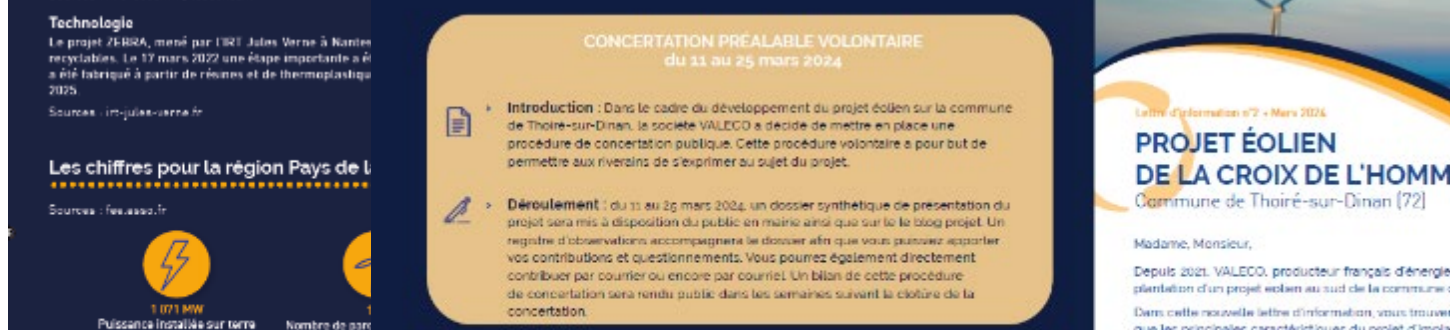 Technologie
Le projet ZEBRA, mené par l'IRT Jules Verne à Nantes
recyclables. Le 17 mars 2022 une étape importante a é
a été fabriqué à partir de résines et de thermoplastiqu
2025.
Sources : irt-jules-verne.fr
Les chiffres pour la région Pays de l
Sources : fee.asso.fr
1 071 MW
Puissance installée sur terre
Nombre de parc
CONCERTATION PRÉALABLE VOLONTAIRE
du 11 au 25 mars 2024
Introduction : Dans le cadre du développement du projet éolien sur la commune
de Thoiré-sur-Dinan, la société VALECO a décidé de mettre en place une
procédure de concertation publique. Cette procédure volontaire a pour but de
permettre aux riverains de s'exprimer au sujet du projet.
Déroulement : du 11 au 25 mars 2024, un dossier synthétique de présentation du
projet sera mis à disposition du public en mairie ainsi que sur le le blog projet. Un
registre d'observations accompagnera le dossier afin que vous puissiez apporter
vos contributions et questionnements. Vous pourrez également directement
contribuer par courrier ou encore par courriel. Un bilan de cette procédure
de concertation sera rendu public dans les semaines suivant la clôture de la
concertation.
Lettre d'information n°2 • Mars 2024
PROJET ÉOLIEN
DE LA CROIX DE L'HOMM
Commune de Thoiré-sur-Dinan (72)
Madame, Monsieur,
Depuis 2021, VALECO, producteur français d'énergie
plantation d'un projet éolien au sud de la commune
Dans cette nouvelle lettre d'information, vous trouve
que les principales caractéristiques du projet d'im